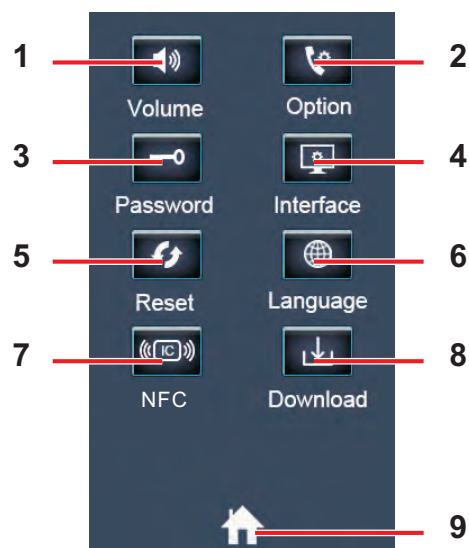 1 2
Volume Option
3 4
Password Interface
5 6
Reset Language
7 IC 8
NFC Download
9